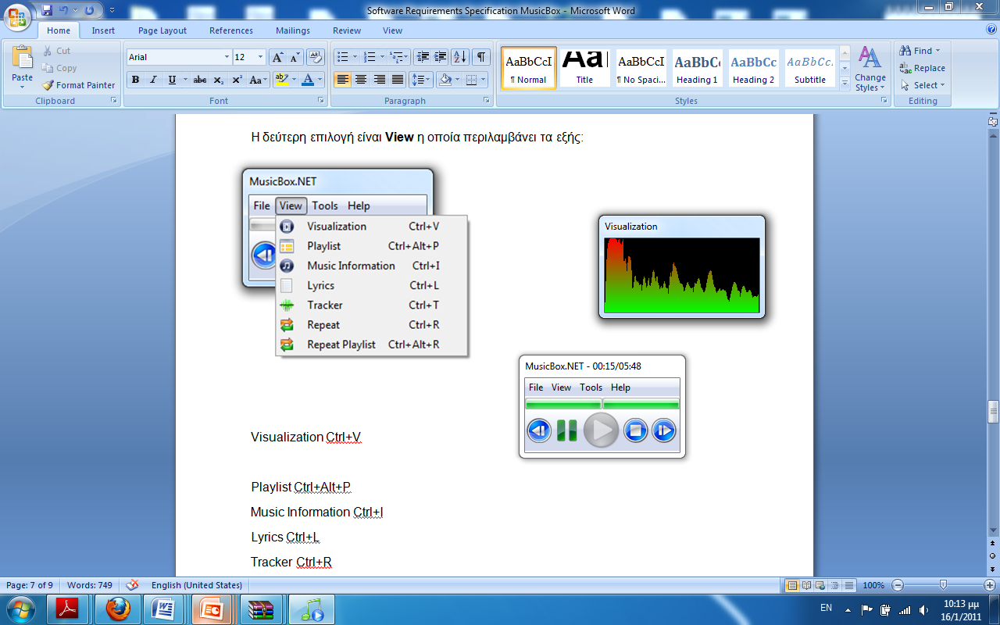 Software Requirements Specification MusicBox - Microsoft Word
Home Insert Page Layout References Mailings Review View
Paste
Cut
Copy
Format Painter
Clipboard
Arial 12
B I U abc x₂ x² Aa
Font
Paragraph
AaBbCcI AaBbCcI AaBbCc AaBbCc AaBbCc.
¶ Normal Title ¶ No Spaci... Heading 1 Heading 2 Subtitle
Change Styles
Styles
Find
Replace
Select
Editing
Η δεύτερη επιλογή είναι View η οποία περιλαμβάνει τα εξής:
MusicBox.NET
File View Tools Help
Visualization Ctrl+V
Playlist Ctrl+Alt+P
Music Information Ctrl+I
Lyrics Ctrl+L
Tracker Ctrl+T
Repeat Ctrl+R
Repeat Playlist Ctrl+Alt+R
Visualization
MusicBox.NET - 00:15/05:48
File View Tools Help
Visualization Ctrl+V
Playlist Ctrl+Alt+P
Music Information Ctrl+I
Lyrics Ctrl+L
Tracker Ctrl+R
Page: 7 of 9 Words: 749 English (United States) 100%
EN 10:13 μμ
16/1/2011